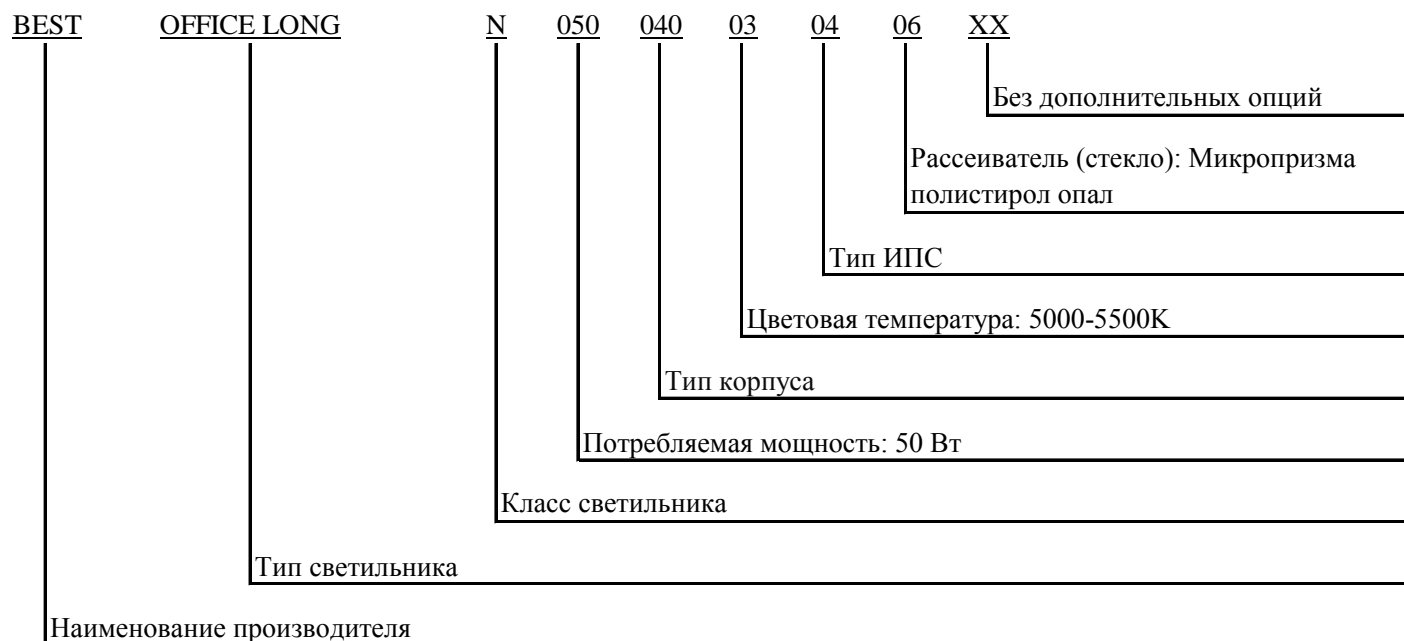 BEST OFFICE LONG N 050 040 03 04 06 XX
Без дополнительных опций
Рассеиватель (стекло): Микропризма
полистирол опал
Тип ИПС
Цветовая температура: 5000-5500K
Тип корпуса
Потребляемая мощность: 50 Вт
Класс светильника
Тип светильника
Наименование производителя